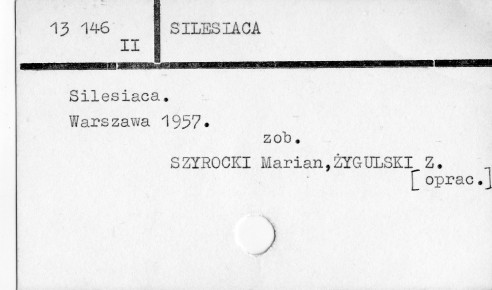 13 146
II
SILESIACA
Silesiaca.
Warszawa 1957.
zob.
SZYROCKI Marian,ŻYGULSKI Z.
[oprac.]